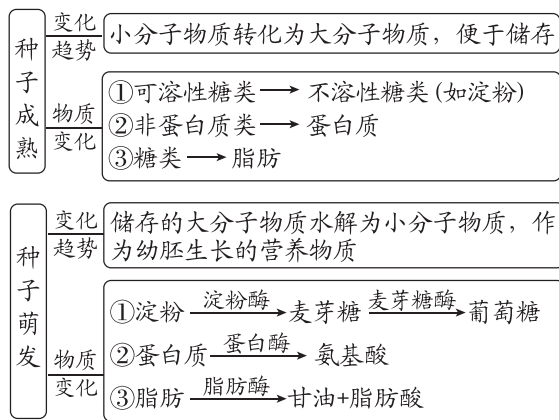 种子成熟
变化趋势
小分子物质转化为大分子物质，便于储存
物质变化
①可溶性糖类→不溶性糖类(如淀粉)
②非蛋白质类→蛋白质
③糖类→脂肪
种子萌发
变化趋势
储存的大分子物质水解为小分子物质，作
为幼胚生长的营养物质
物质变化
①淀粉 淀粉酶→ 麦芽糖 麦芽糖酶→ 葡萄糖
②蛋白质 蛋白酶→ 氨基酸
③脂肪 脂肪酶→ 甘油+脂肪酸